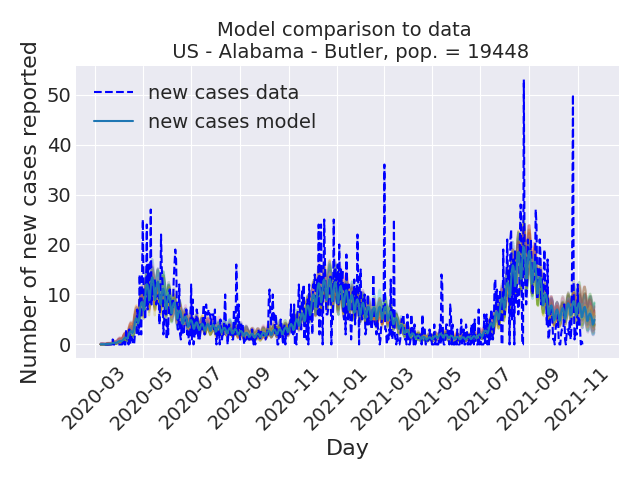 Model comparison to data
US - Alabama - Butler, pop. = 19448
Number of new cases reported
50
40
30
20
10
0
new cases data
new cases model
2020-03
2020-05
2020-07
2020-09
2020-11
2021-01
2021-03
2021-05
2021-07
2021-09
2021-11
Day